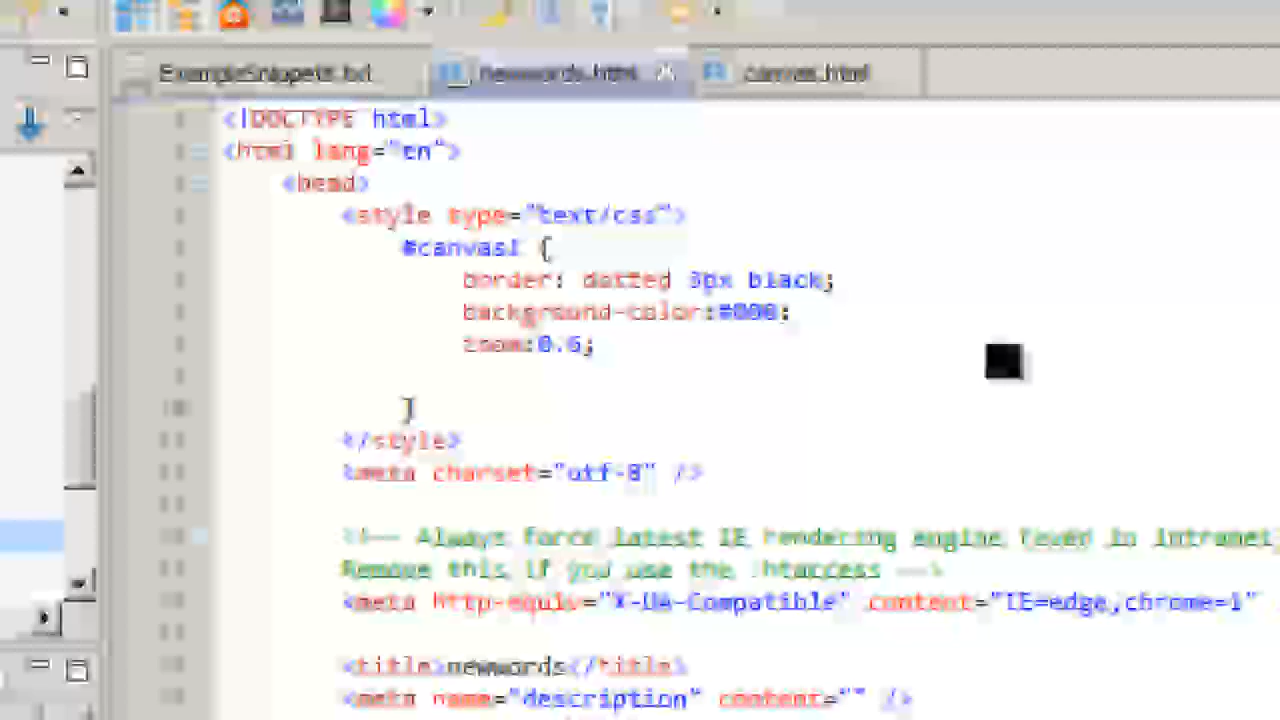 ExampleSnippets.txt newwords.html canvas.html
<!DOCTYPE html>
<html lang="en">
<head>
<style type="text/css">
#canvas1 {
border: dotted 3px black;
background-color:#000;
zoom:0.6;
}
</style>
<meta charset="utf-8" />
<!-- Always force latest IE rendering engine (even in intranet
Remove this if you use the .htaccess -->
<meta http-equiv="X-UA-Compatible" content="IE=edge,chrome=1"
<title>newwords</title>
<meta name="description" content="" />